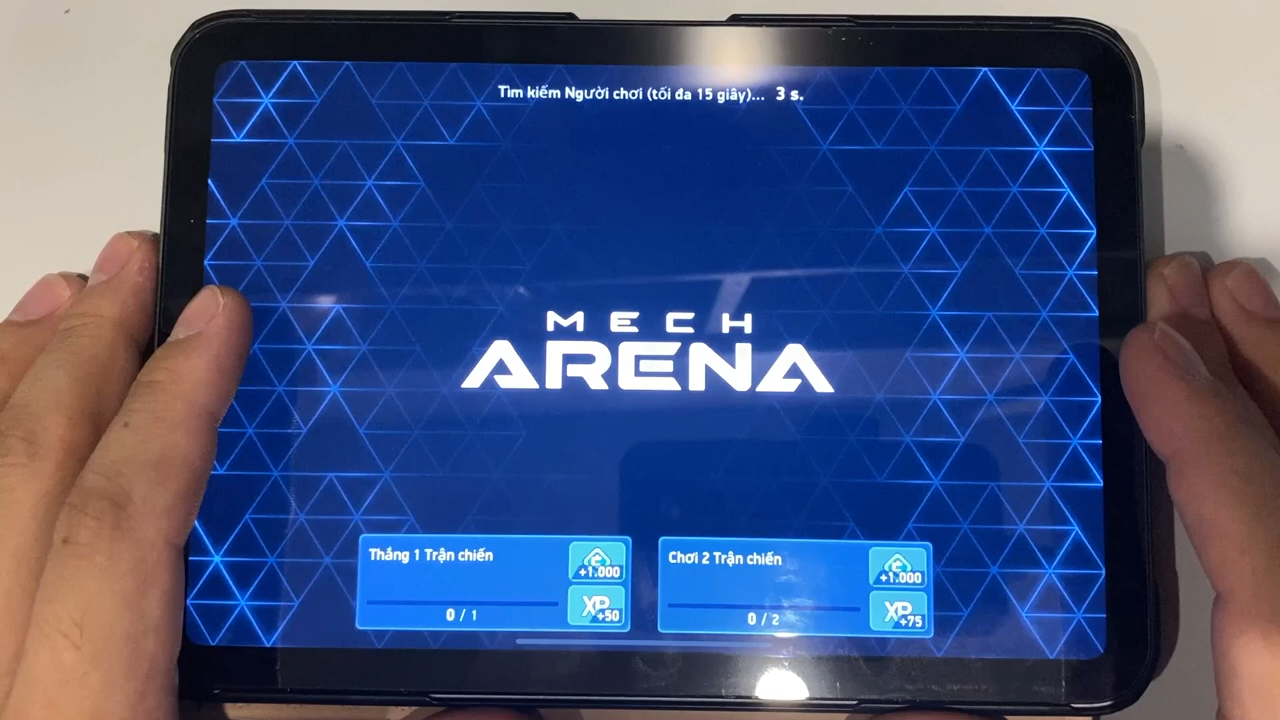 Tìm kiếm Người chơi (tối đa 15 giây)... 3 s.
MECH
ARENA
Thắng 1 Trận chiến
+1.000
0 / 1
XP
+50
Chơi 2 Trận chiến
+1.000
0 / 2
XP
+75